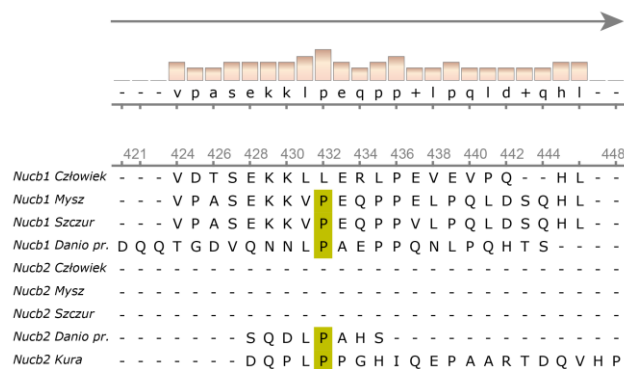 - - - v p a s e k k l p e q p p + l p q l d + q h l - -
421 424 426 428 430 432 434 436 438 440 442 444 446 448
Nucb1 Człowiek - - - V D T S E K K L L E R L P E V E V P Q - - H L - -
Nucb1 Mysz - - - V P A S E K K V P E Q P P E L P Q L D S Q H L - -
Nucb1 Szczur - - - V P A S E K K V P E Q P P V L P Q L D S Q H L - -
Nucb1 Danio pr. D Q Q T G D V Q N N L P A E P P Q N L P Q H T S - - - -
Nucb2 Człowiek - - - - - - - - - - - - - - - - - - - - - - - - - - - -
Nucb2 Mysz - - - - - - - - - - - - - - - - - - - - - - - - - - - -
Nucb2 Szczur - - - - - - - - - - - - - - - - - - - - - - - - - - - -
Nucb2 Danio pr. - - - - - - - S Q D L P A H S - - - - - - - - - - - - -
Nucb2 Kura - - - - - - - D Q P L P P G H I Q E P A A R T D Q V H P